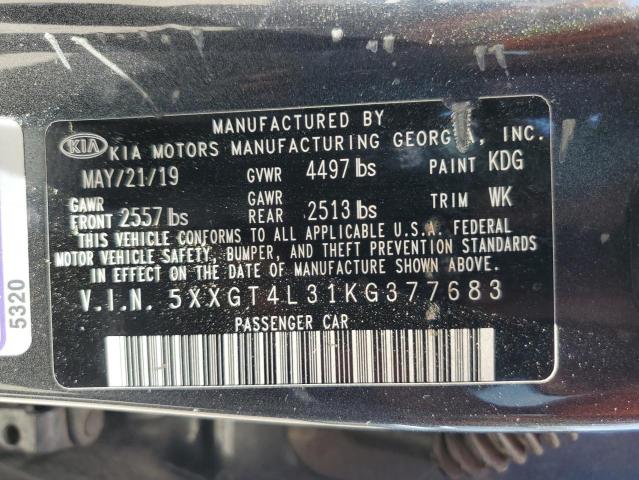 MANUFACTURED BY
KIA KIA MOTORS MANUFACTURING GEORGIA, INC.
MAY/21/19 GVWR 4497 lbs PAINT KDG
GAWR FRONT 2557 lbs GAWR REAR 2513 lbs TRIM WK
THIS VEHICLE CONFORMS TO ALL APPLICABLE U.S.A. FEDERAL
MOTOR VEHICLE SAFETY, BUMPER, AND THEFT PREVENTION STANDARDS
IN EFFECT ON THE DATE OF MANUFACTURE SHOWN ABOVE.
V.I.N. 5XXGT4L31KG377683
PASSENGER CAR
5320